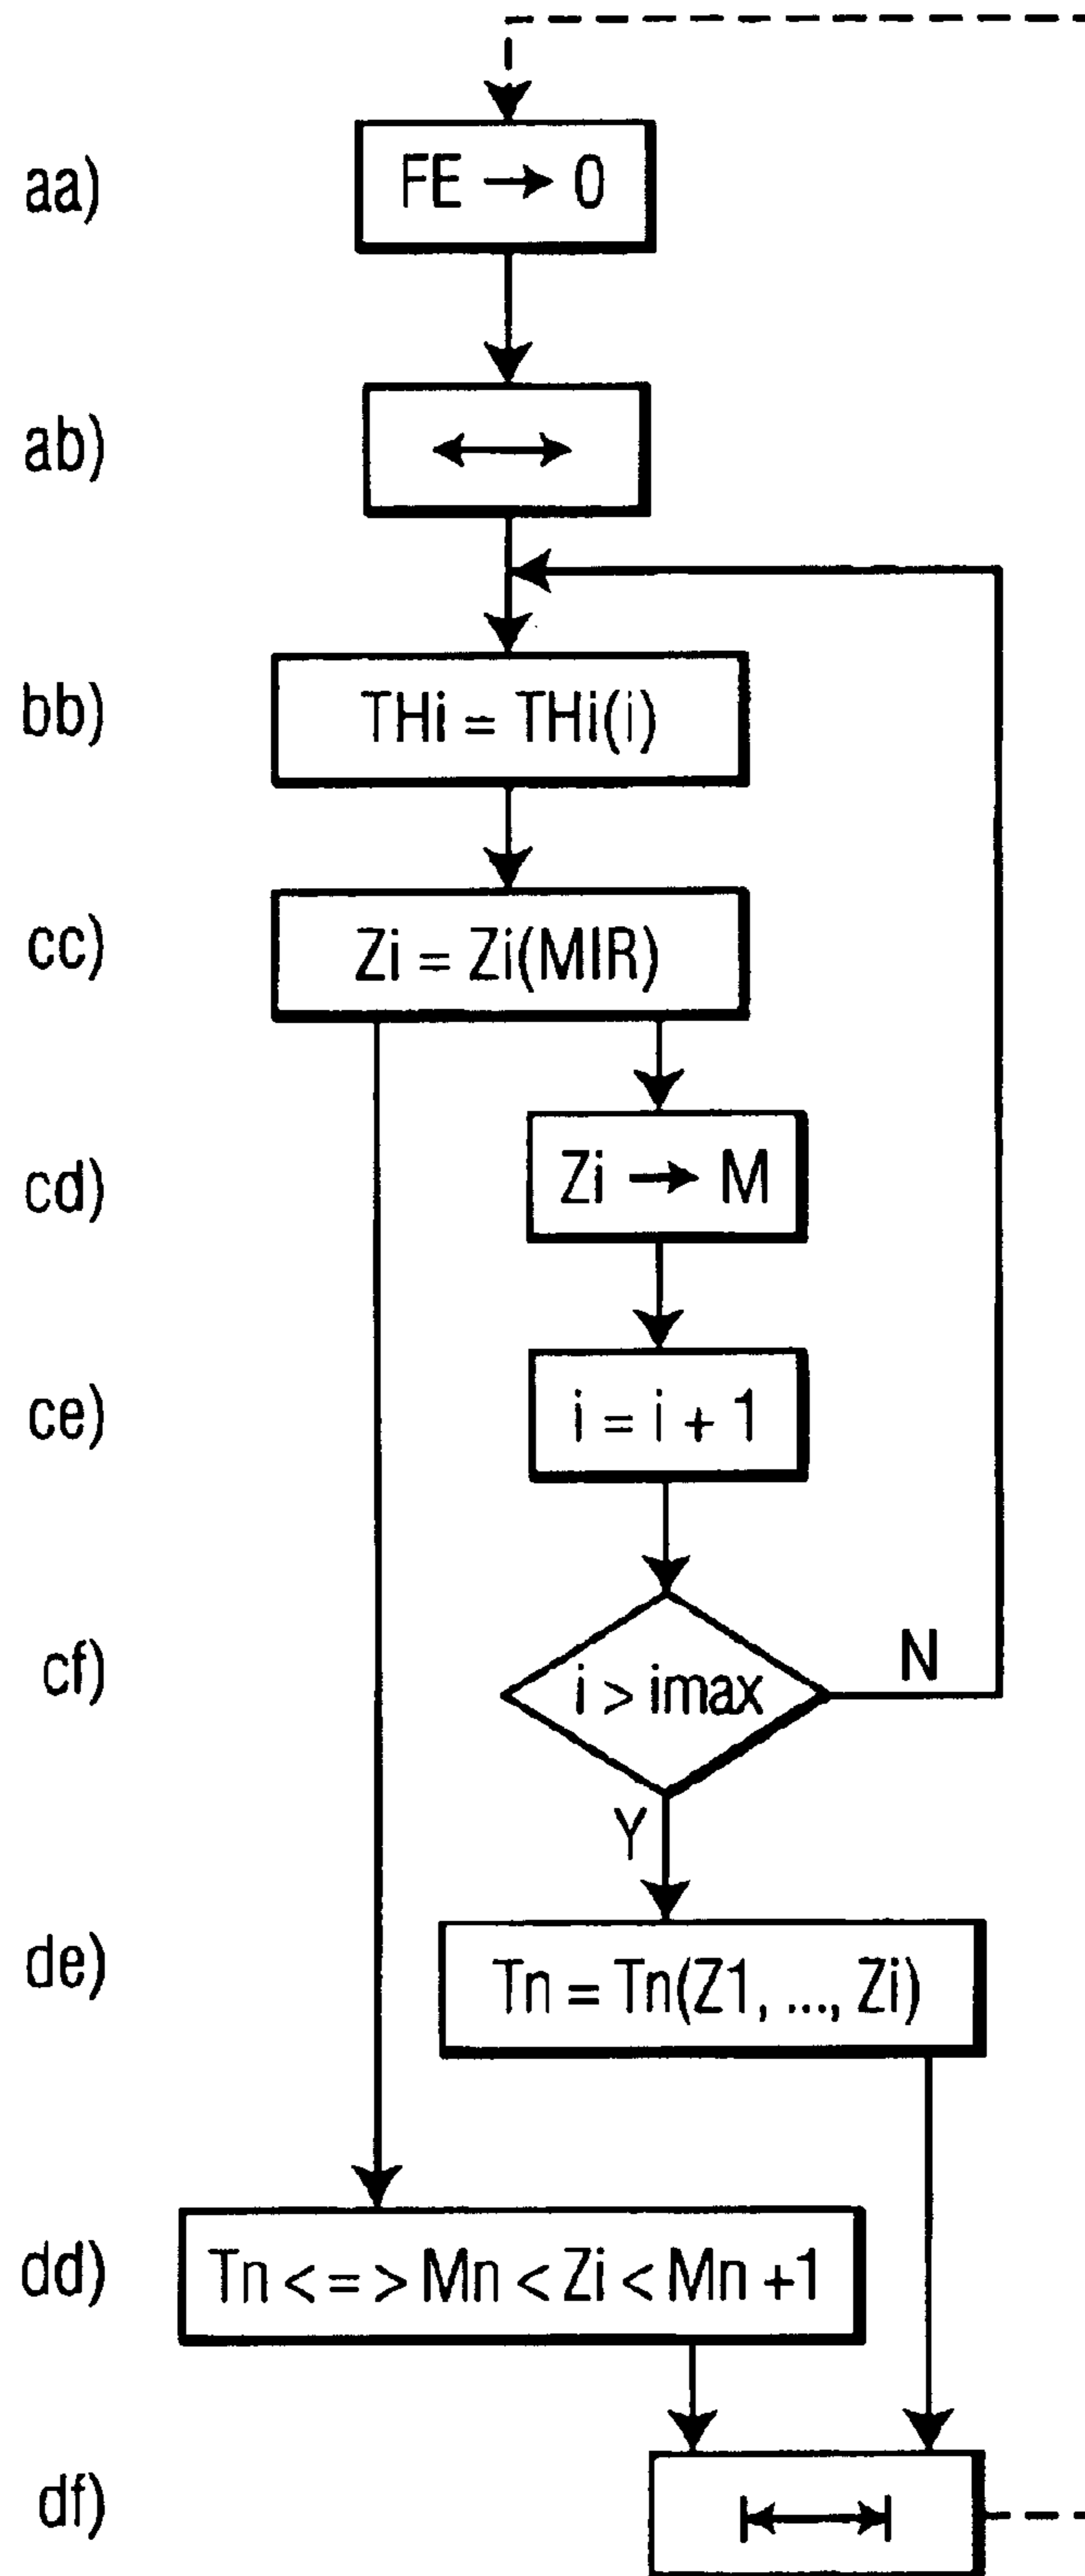 aa) FE → 0
ab) ↔
bb) THi = THi(i)
cc) Zi = Zi(MIR)
cd) Zi → M
ce) i = i + 1
cf) i > imax N
Y
de) Tn = Tn(Z1, ..., Zi)
dd) Tn < = > Mn < Zi < Mn +1
df) |↔|